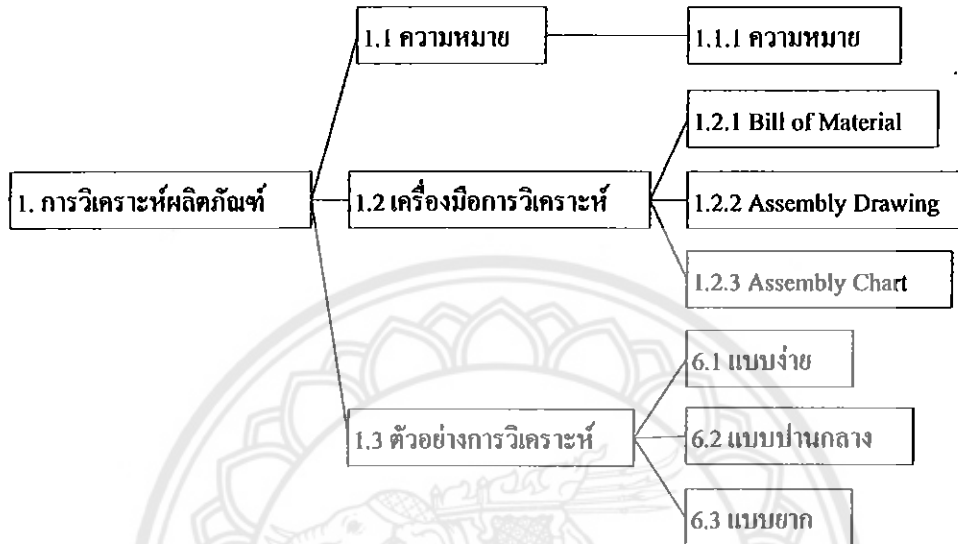 1.1 ความหมาย
1.1.1 ความหมาย
1.2.1 Bill of Material
1. การวิเคราะห์ผลิตภัณฑ์
1.2 เครื่องมือการวิเคราะห์
1.2.2 Assembly Drawing
1.2.3 Assembly Chart
6.1 แบบง่าย
1.3 ตัวอย่างการวิเคราะห์
6.2 แบบปานกลาง
6.3 แบบยาก